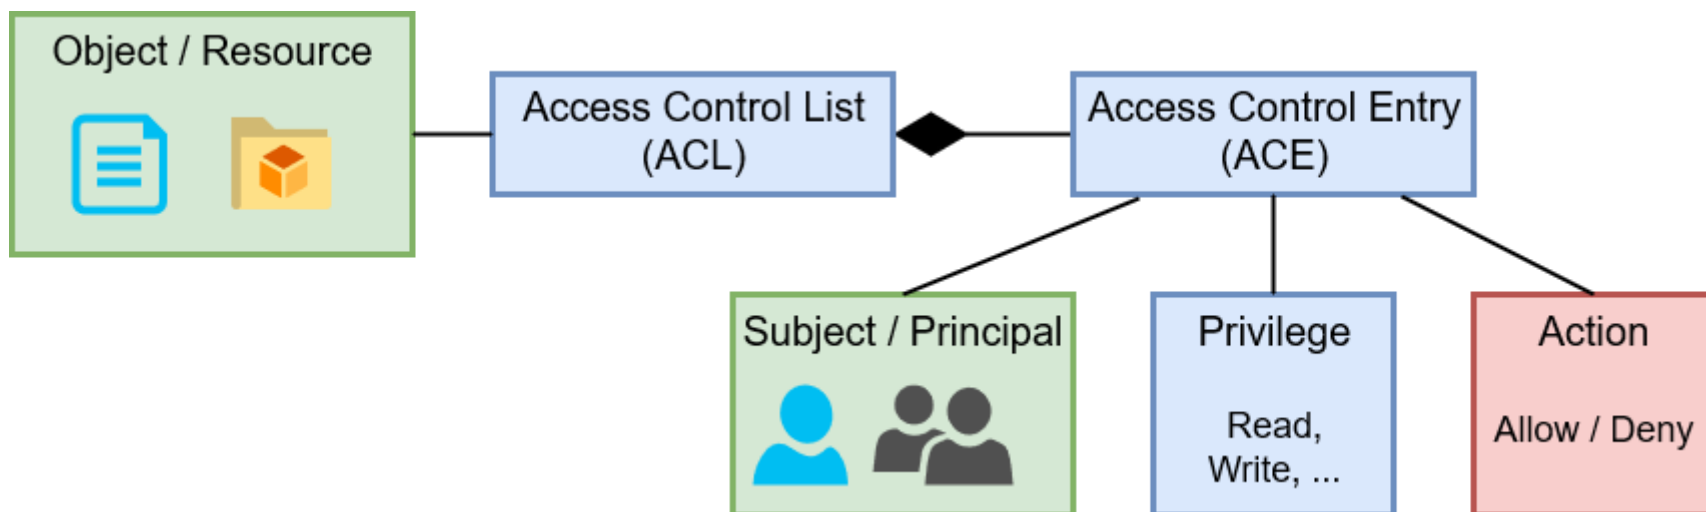 Object / Resource
Access Control List
(ACL)
Access Control Entry
(ACE)
Subject / Principal
Privilege
Read,
Write, ...
Action
Allow / Deny